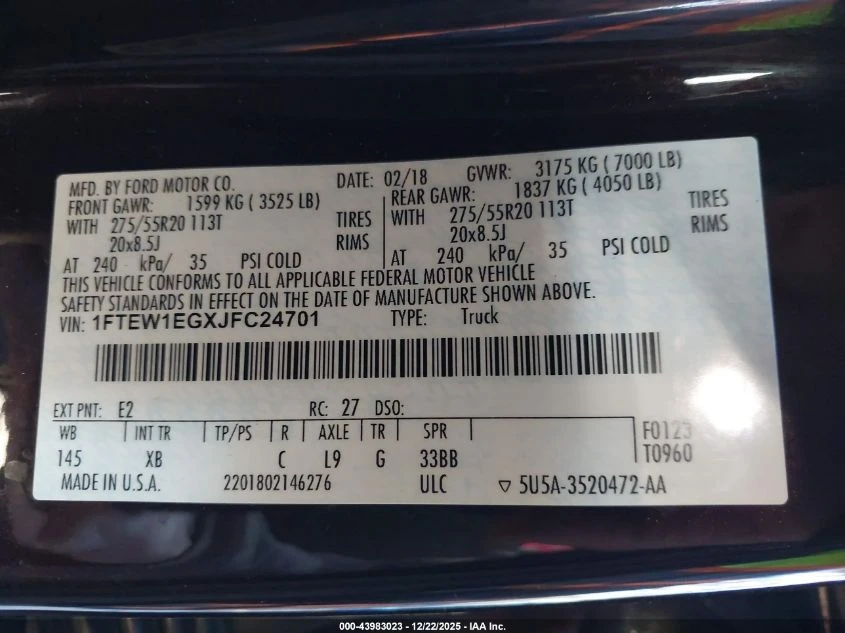 MFD. BY FORD MOTOR CO. DATE: 02/18 GVWR: 3175 KG ( 7000 LB)
FRONT GAWR: 1599 KG ( 3525 LB) REAR GAWR: 1837 KG ( 4050 LB)
WITH 275/55R20 113T TIRES WITH 275/55R20 113T TIRES
20x8.5J RIMS 20x8.5J RIMS
AT 240 kPa/ 35 PSI COLD AT 240 kPa/ 35 PSI COLD
THIS VEHICLE CONFORMS TO ALL APPLICABLE FEDERAL MOTOR VEHICLE
SAFETY STANDARDS IN EFFECT ON THE DATE OF MANUFACTURE SHOWN ABOVE.
VIN: 1FTEW1EGXJFC24701 TYPE: Truck
EXT PNT: E2 RC: 27 DSO:
WB INT TR TP/PS R AXLE TR SPR F0123
145 XB C L9 G 33BB T0960
MADE IN U.S.A. 2201802146276 ULC ▽ 5U5A-3520472-AA
000-43983023 - 12/22/2025 - IAA Inc.